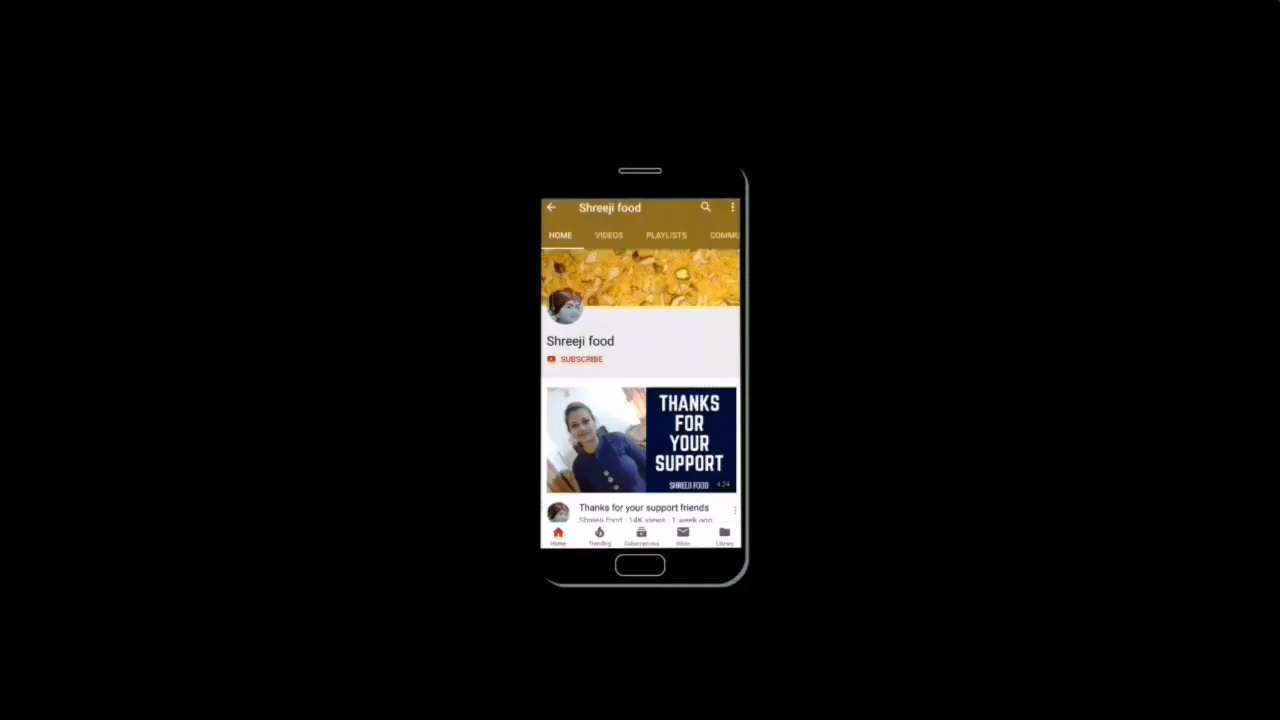 Shreeji food
HOME VIDEOS PLAYLISTS COMMU
Shreeji food
SUBSCRIBE
THANKS
FOR
YOUR
SUPPORT
SHREEJI FOOD 4:24
Thanks for your support friends
Shreeji food · 14K views · 1 week ago
Home Trending Subscriptions Inbox Library